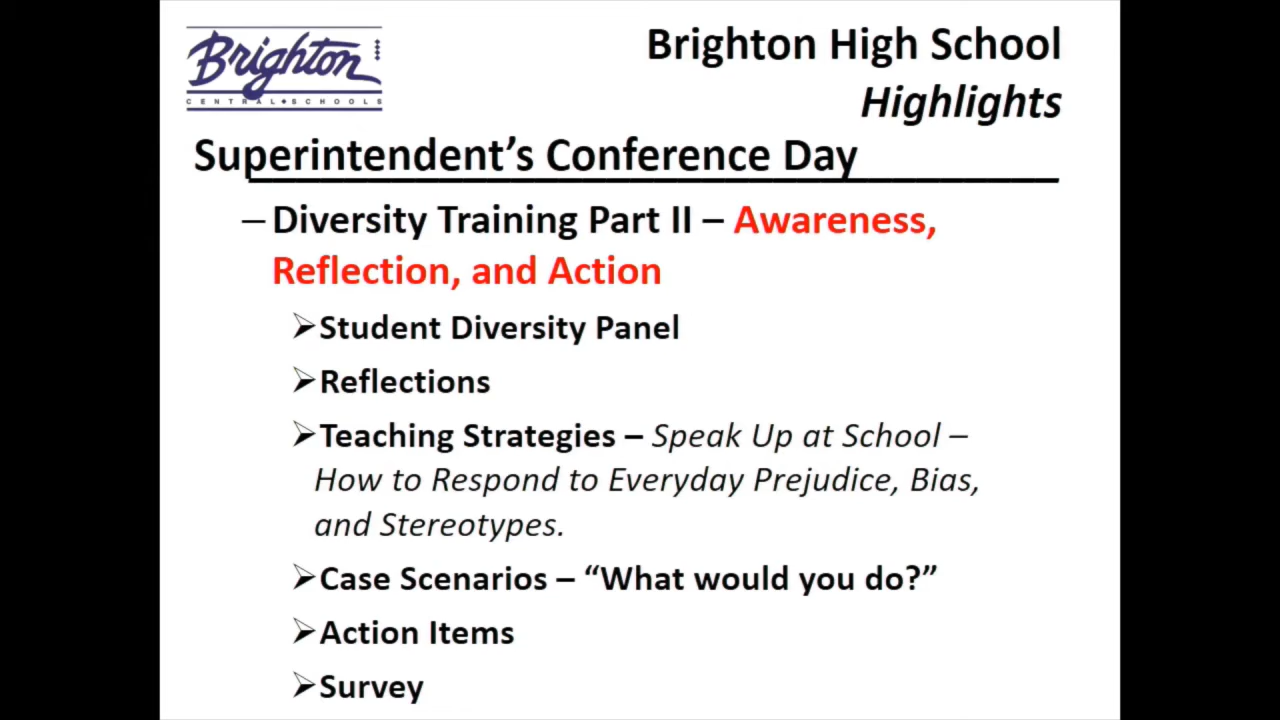 Brighton
CENTRAL◆SCHOOLS
Brighton High School
Highlights
Superintendent’s Conference Day
– Diversity Training Part II – Awareness,
Reflection, and Action
➢Student Diversity Panel
➢Reflections
➢Teaching Strategies – Speak Up at School –
How to Respond to Everyday Prejudice, Bias,
and Stereotypes.
➢Case Scenarios – “What would you do?”
➢Action Items
➢Survey